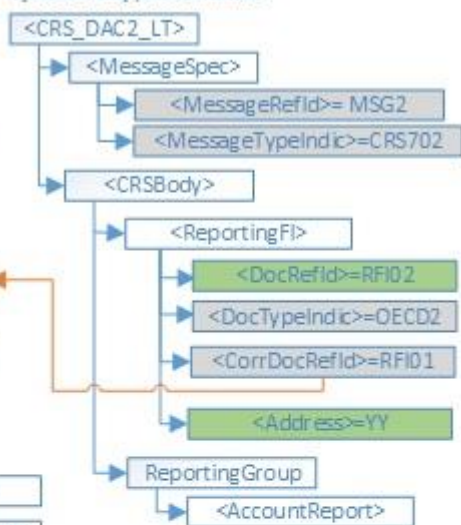 <CRS_DAC2_LT>
<MessageSpec>
<MessageRefId>= MSG2
<MessageTypeIndic>=CRS702
<CRSBody>
<ReportingFI>
<DocRefId>=RFI02
<DocTypeIndic>=OECD2
<CorrDocRefId>=RFI01
<Address>=YY
ReportingGroup
<AccountReport>